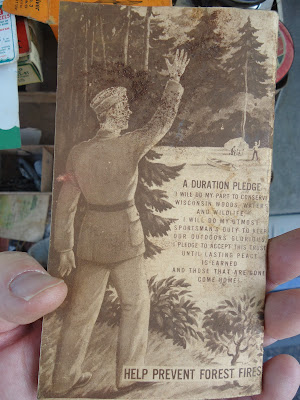 A DURATION PLEDGE
I WILL DO MY PART TO CONSERVE
WISCONSIN WOODS, WATERS
AND WILDLIFE
I WILL DO MY UTMOST
SPORTSMAN'S DUTY TO KEEP
OUR OUTDOORS GLORIOUS
I PLEDGE TO ACCEPT THIS
UNTIL LASTING PEACE
IS EARNED
AND THOSE THAT ARE GONE
COME HOME!
HELP PREVENT FOREST FIRES